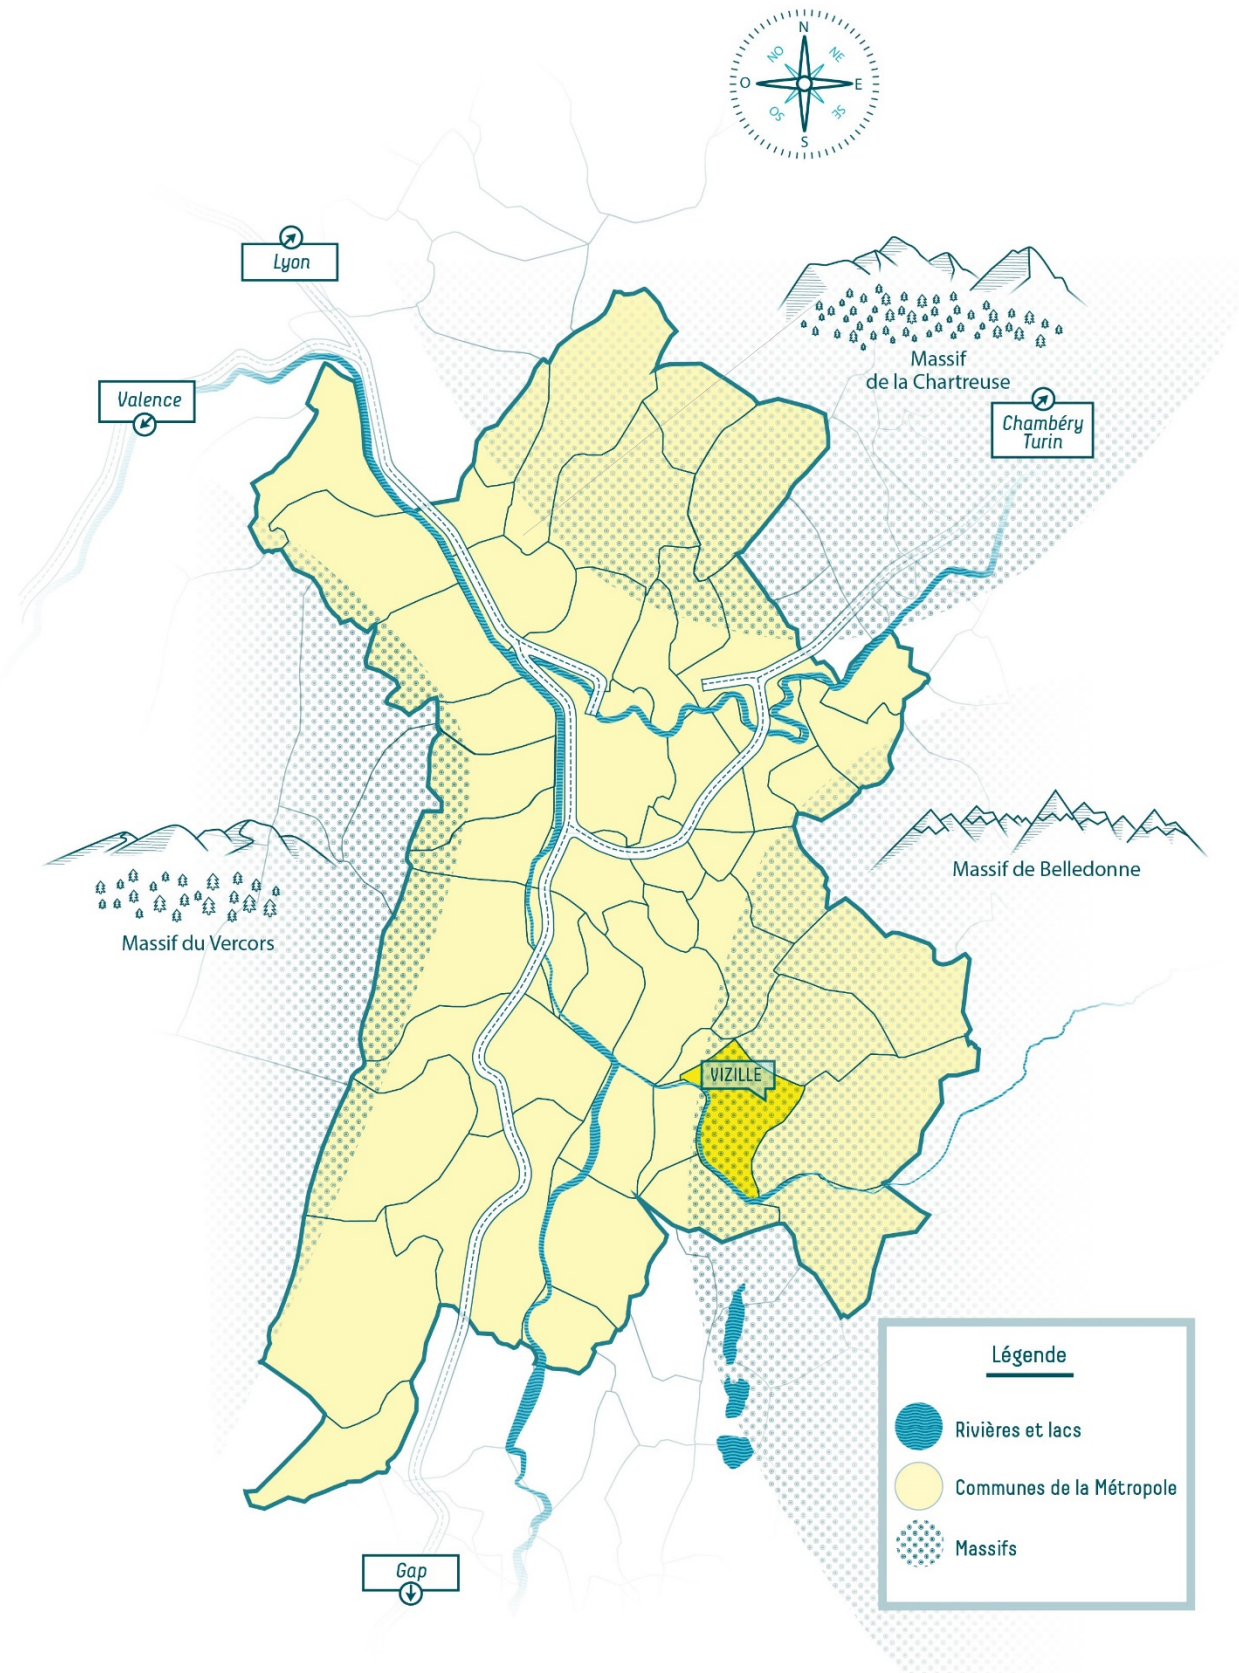 N
NO
NE
O
E
SO
SE
S
Lyon
Valence
Massif
de la Chartreuse
Chambéry
Turin
Massif de Belledonne
Massif du Vercors
VIZILLE
Légende
Rivières et lacs
Communes de la Métropole
Massifs
Gap